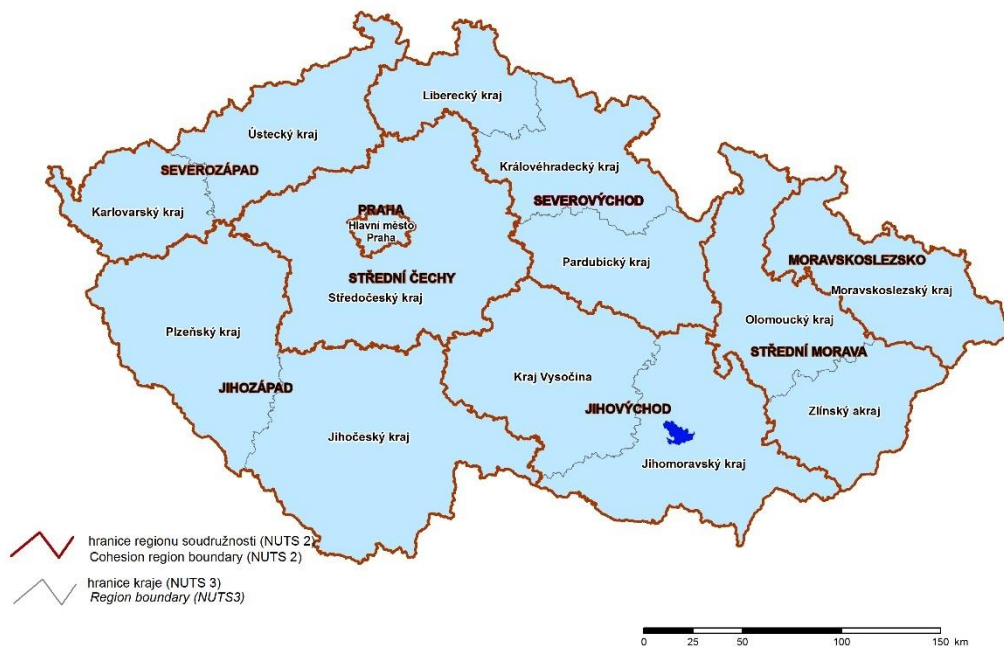 Liberecký kraj
Ústecký kraj
Královéhradecký kraj
SEVEROZÁPAD
SEVEROVÝCHOD
Karlovarský kraj
PRAHA
Hlavní město
Praha
Pardubický kraj
MORAVSKOSLEZSKO
STŘEDNÍ ČECHY
Středočeský kraj
Moravskoslezský kraj
Olomoucký kraj
Plzeňský kraj
STŘEDNÍ MORAVA
Kraj Vysočina
JIHOZÁPAD
JIHOVÝCHOD
Zlínský akraj
Jihočeský kraj
Jihomoravský kraj
hranice regionu soudružnosti (NUTS 2)
Cohesion region boundary (NUTS 2)
hranice kraje (NUTS 3)
Region boundary (NUTS3)
0 25 50 100 150 km